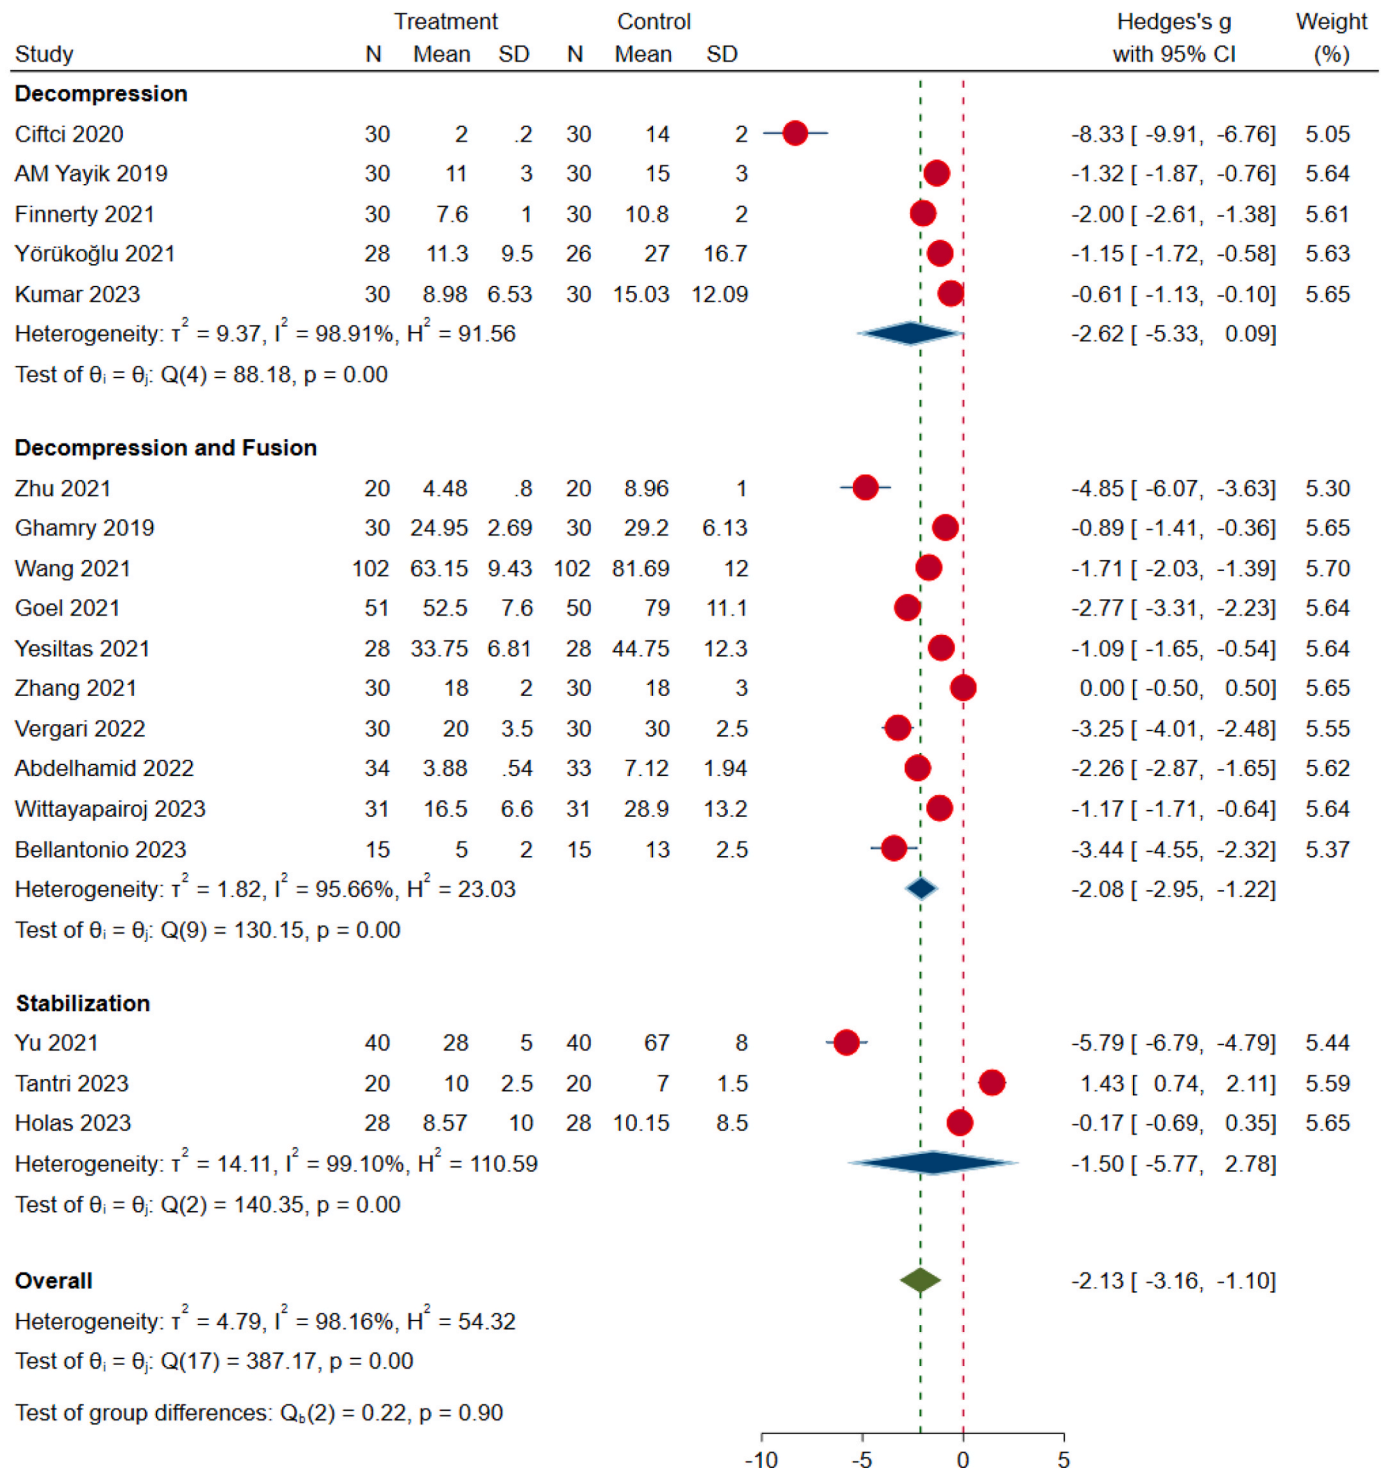 Treatment Control Hedges's g Weight
Study N Mean SD N Mean SD with 95% CI (%)
Decompression
Ciftci 2020 30 2 .2 30 14 2 -8.33 [ -9.91, -6.76] 5.05
AM Yayik 2019 30 11 3 30 15 3 -1.32 [ -1.87, -0.76] 5.64
Finnerty 2021 30 7.6 1 30 10.8 2 -2.00 [ -2.61, -1.38] 5.61
Yörükoğlu 2021 28 11.3 9.5 26 27 16.7 -1.15 [ -1.72, -0.58] 5.63
Kumar 2023 30 8.98 6.53 30 15.03 12.09 -0.61 [ -1.13, -0.10] 5.65
Heterogeneity: τ² = 9.37, I² = 98.91%, H² = 91.56 -2.62 [ -5.33, 0.09]
Test of θᵢ = θⱼ: Q(4) = 88.18, p = 0.00
Decompression and Fusion
Zhu 2021 20 4.48 .8 20 8.96 1 -4.85 [ -6.07, -3.63] 5.30
Ghamry 2019 30 24.95 2.69 30 29.2 6.13 -0.89 [ -1.41, -0.36] 5.65
Wang 2021 102 63.15 9.43 102 81.69 12 -1.71 [ -2.03, -1.39] 5.70
Goel 2021 51 52.5 7.6 50 79 11.1 -2.77 [ -3.31, -2.23] 5.64
Yesiltas 2021 28 33.75 6.81 28 44.75 12.3 -1.09 [ -1.65, -0.54] 5.64
Zhang 2021 30 18 2 30 18 3 0.00 [ -0.50, 0.50] 5.65
Vergari 2022 30 20 3.5 30 30 2.5 -3.25 [ -4.01, -2.48] 5.55
Abdelhamid 2022 34 3.88 .54 33 7.12 1.94 -2.26 [ -2.87, -1.65] 5.62
Wittayapairoj 2023 31 16.5 6.6 31 28.9 13.2 -1.17 [ -1.71, -0.64] 5.64
Bellantonio 2023 15 5 2 15 13 2.5 -3.44 [ -4.55, -2.32] 5.37
Heterogeneity: τ² = 1.82, I² = 95.66%, H² = 23.03 -2.08 [ -2.95, -1.22]
Test of θᵢ = θⱼ: Q(9) = 130.15, p = 0.00
Stabilization
Yu 2021 40 28 5 40 67 8 -5.79 [ -6.79, -4.79] 5.44
Tantri 2023 20 10 2.5 20 7 1.5 1.43 [ 0.74, 2.11] 5.59
Holas 2023 28 8.57 10 28 10.15 8.5 -0.17 [ -0.69, 0.35] 5.65
Heterogeneity: τ² = 14.11, I² = 99.10%, H² = 110.59 -1.50 [ -5.77, 2.78]
Test of θᵢ = θⱼ: Q(2) = 140.35, p = 0.00
Overall -2.13 [ -3.16, -1.10]
Heterogeneity: τ² = 4.79, I² = 98.16%, H² = 54.32
Test of θᵢ = θⱼ: Q(17) = 387.17, p = 0.00
Test of group differences: Q_b(2) = 0.22, p = 0.90
-10 -5 0 5